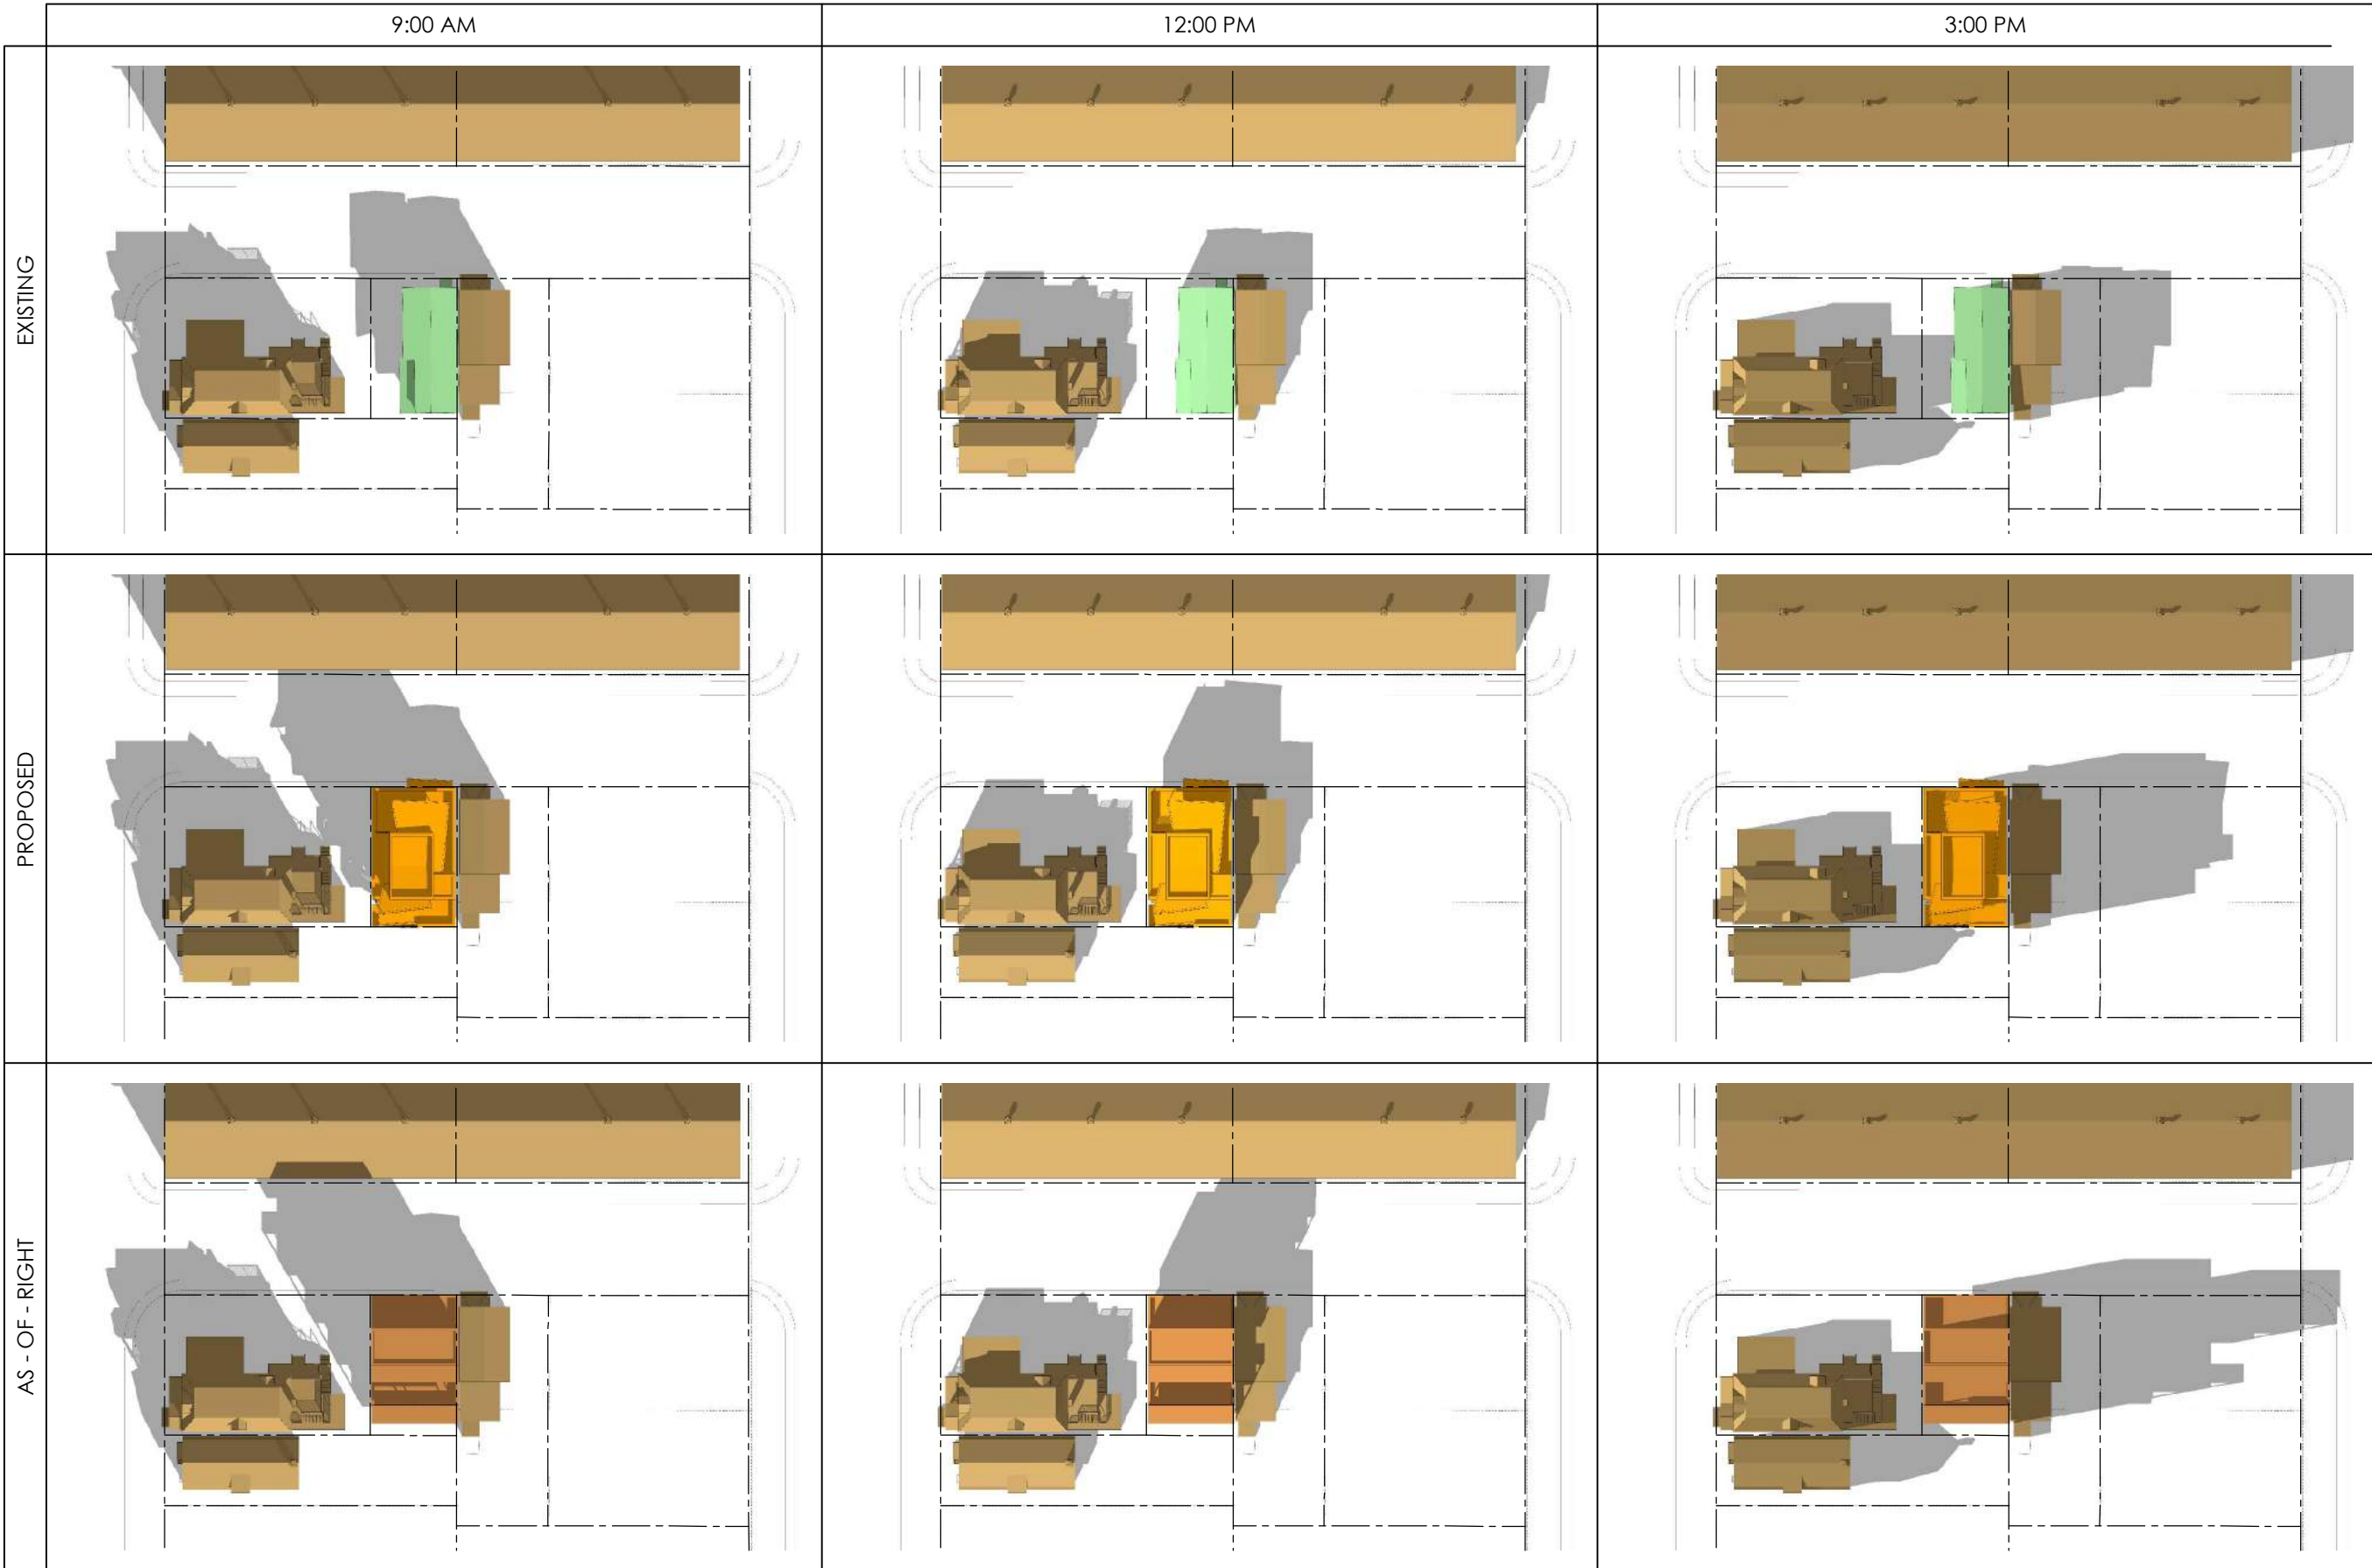 9:00 AM
12:00 PM
3:00 PM
EXISTING
PROPOSED
AS - OF - RIGHT